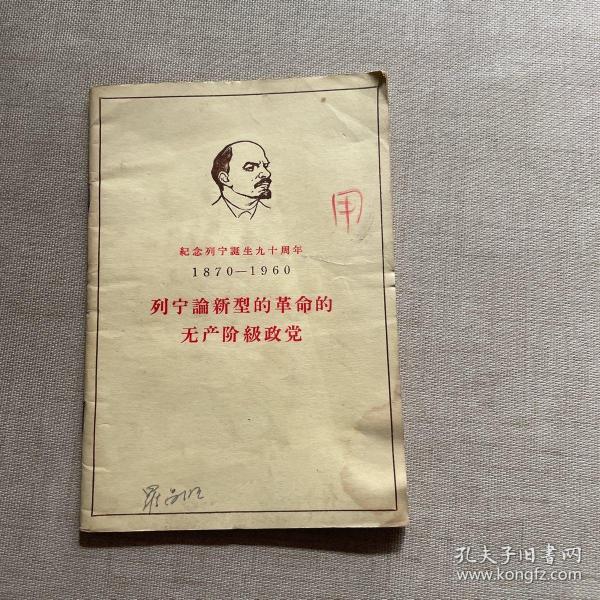 用
紀念列宁誕生九十周年
1870—1960
列宁論新型的革命的
无产阶級政党
孔夫子旧书网
www.kongfz.com